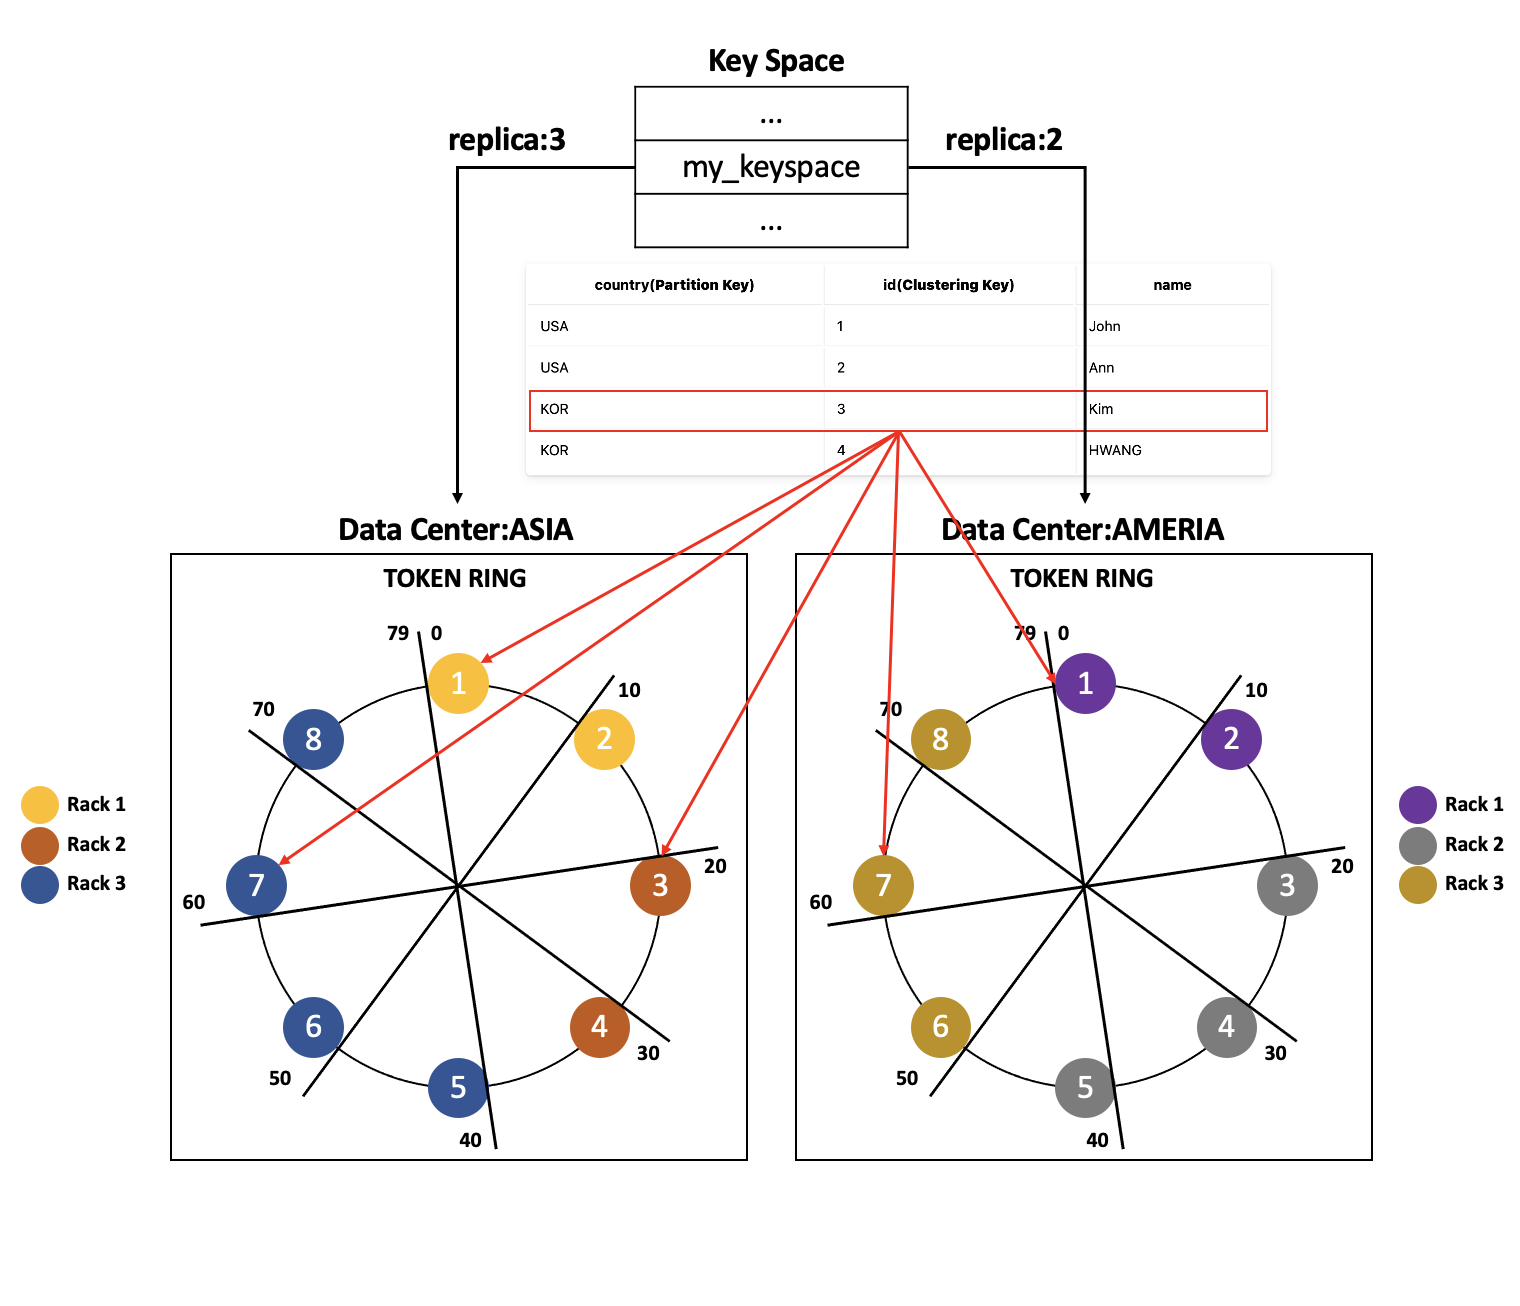 Key Space
...
replica:3
my_keyspace
replica:2
...
country(Partition Key) id(Clustering Key) name
USA 1 John
USA 2 Ann
KOR 3 Kim
KOR 4 HWANG
Data Center:ASIA
TOKEN RING
79 0
1
10
2
20
3
30
4
40
5
50
6
60
7
70
8
Rack 1
Rack 2
Rack 3
Data Center:AMERIA
TOKEN RING
79 0
1
10
2
20
3
30
4
40
5
50
6
60
7
70
8
Rack 1
Rack 2
Rack 3